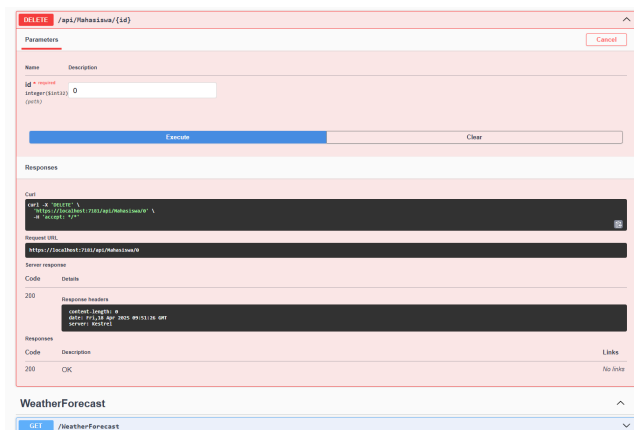 DELETE /api/Mahasiswa/{id}
Parameters Cancel
Name Description
id * required
integer($int32)
(path)
0
Execute Clear
Responses
Curl
curl -X 'DELETE' \
'https://localhost:7181/api/Mahasiswa/0' \
-H 'accept: */*'
Request URL
https://localhost:7181/api/Mahasiswa/0
Server response
Code Details
200
Response headers
content-length: 0
date: Fri,18 Apr 2025 09:51:26 GMT
server: Kestrel
Responses
Code Description Links
200 OK No links
WeatherForecast
GET /WeatherForecast